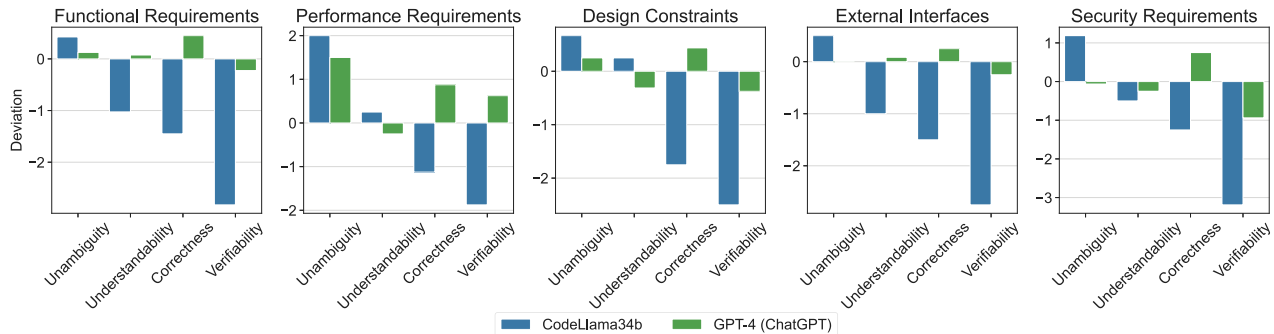 Functional Requirements
Performance Requirements
Design Constraints
External Interfaces
Security Requirements
Deviation
0
−1
−2
2
1
0
−1
−2
0
−1
−2
0
−1
−2
1
0
−1
−2
−3
Unambiguity
Understandability
Correctness
Verifiability
Unambiguity
Understandability
Correctness
Verifiability
Unambiguity
Understandability
Correctness
Verifiability
Unambiguity
Understandability
Correctness
Verifiability
Unambiguity
Understandability
Correctness
Verifiability
CodeLlama34b
GPT-4 (ChatGPT)